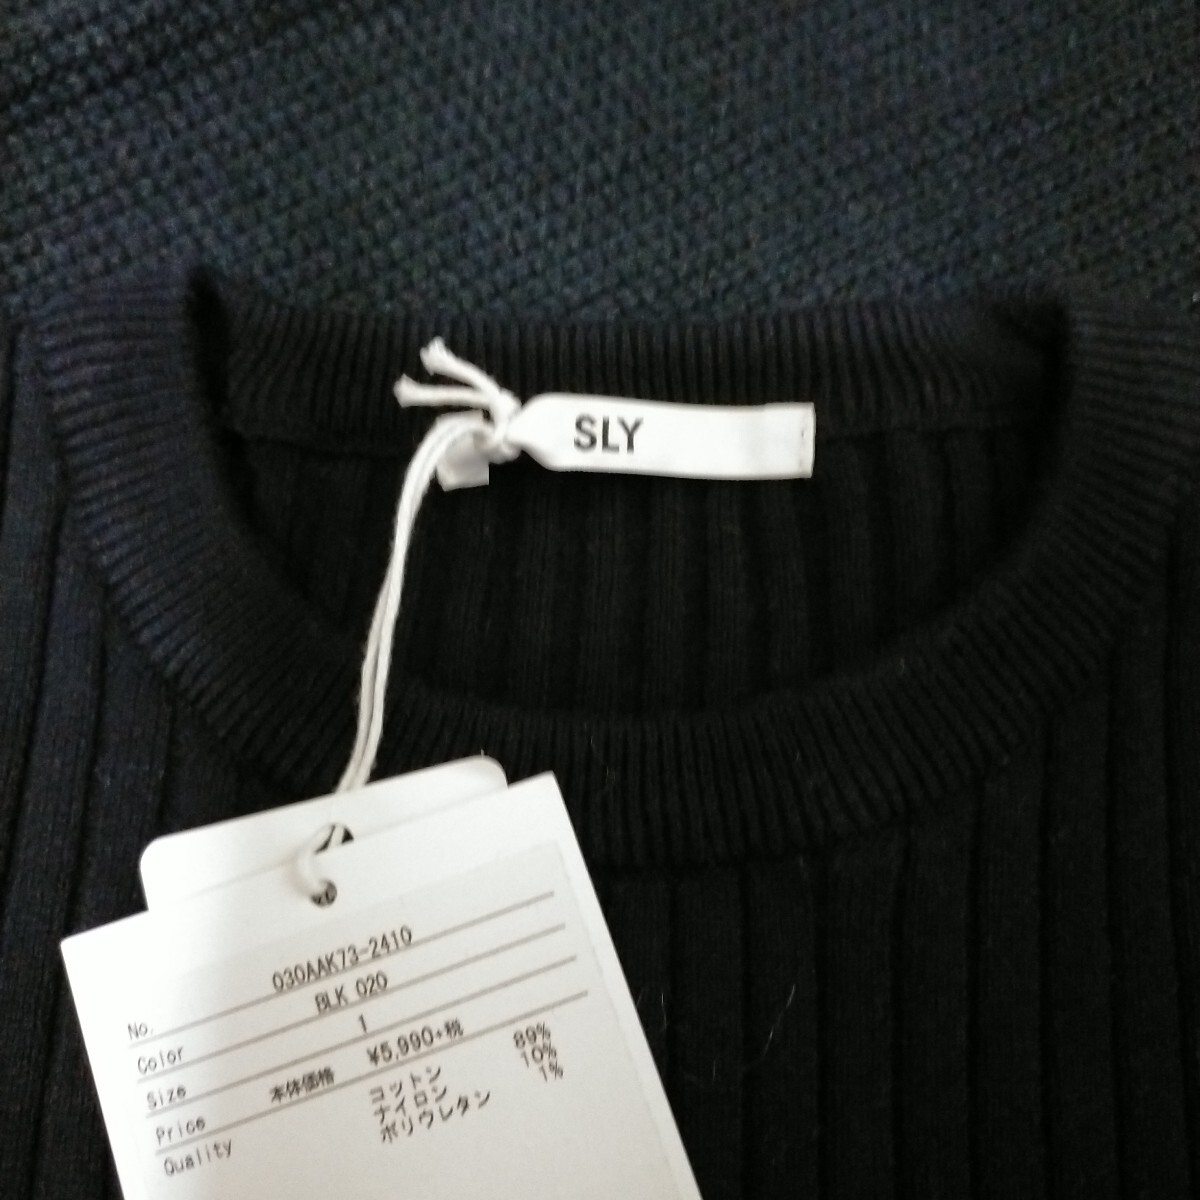 SLY
No. 030AAK73-2410
Color BLK 020
Size 1
Price 本体価格 ¥5,990+税
Quality コットン 89%
ナイロン 10%
ポリウレタン 1%